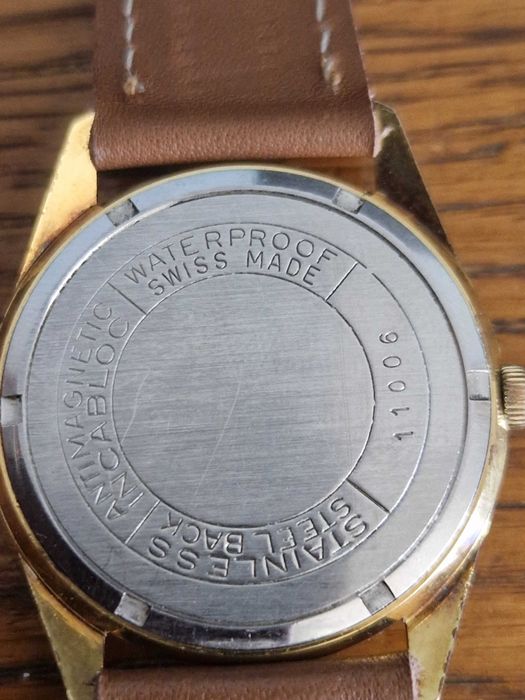 WATERPROOF
SWISS MADE
11006
STAINLESS
STEEL BACK
ANTIMAGNETIC
INCABLOC